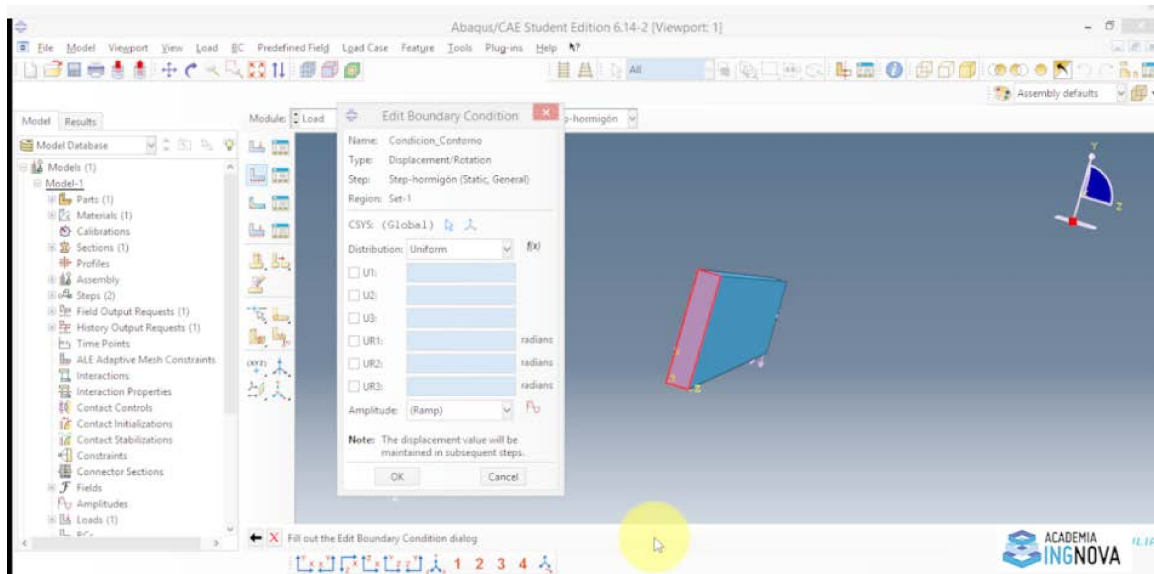 Abaqus/CAE Student Edition 6.14-2 [Viewport: 1]
File Model Viewport View Load BC Predefined Field Load Case Feature Tools Plug-ins Help
All
Assembly defaults
Model Results
Module: Load
p-hormigón
Model Database
Models (1)
Model-1
Parts (1)
Materials (1)
Calibrations
Sections (1)
Profiles
Assembly
Steps (2)
Field Output Requests (1)
History Output Requests (1)
Time Points
ALE Adaptive Mesh Constraints
Interactions
Interaction Properties
Contact Controls
Contact Initializations
Contact Stabilizations
Constraints
Connector Sections
Fields
Amplitudes
Loads (1)
Edit Boundary Condition
Name: Condicion_Contorno
Type: Displacement/Rotation
Step: Step-hormigón (Static, General)
Region: Set-1
CSYS: (Global)
Distribution: Uniform f(x)
U1:
U2:
U3:
UR1: radians
UR2: radians
UR3: radians
Amplitude: (Ramp)
Note: The displacement value will be
maintained in subsequent steps.
OK Cancel
Y
Z
Fill out the Edit Boundary Condition dialog
1 2 3 4
ACADEMIA
INGNOVA